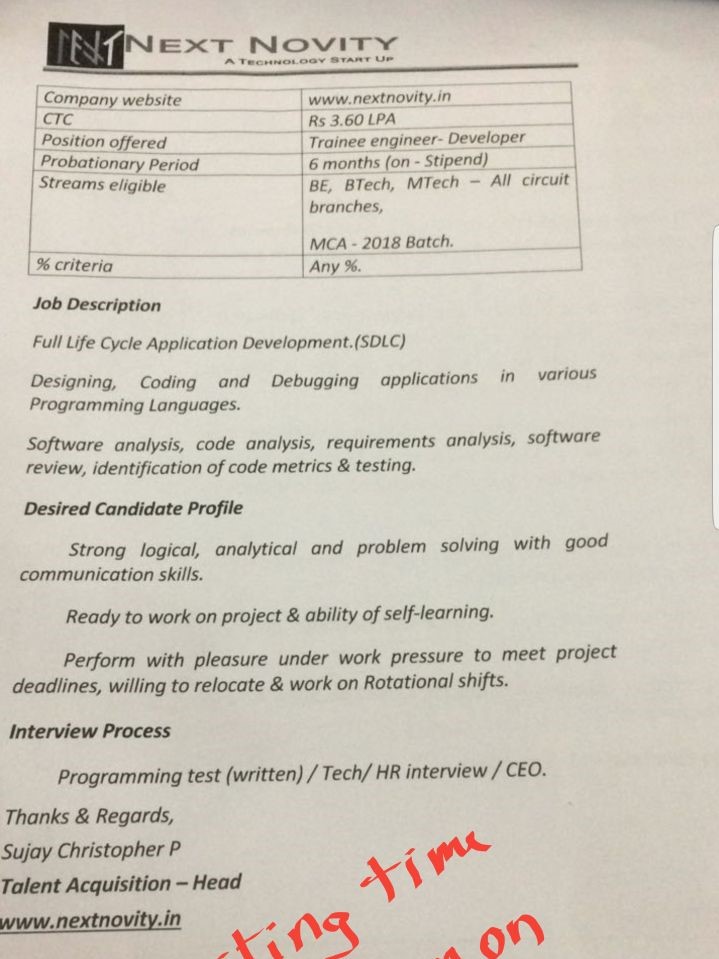 NEXT NOVITY
A TECHNOLOGY START UP
Company website www.nextnovity.in
CTC Rs 3.60 LPA
Position offered Trainee engineer- Developer
Probationary Period 6 months (on - Stipend)
Streams eligible BE, BTech, MTech – All circuit
branches,
MCA - 2018 Batch.
% criteria Any %.
Job Description
Full Life Cycle Application Development.(SDLC)
Designing, Coding and Debugging applications in various
Programming Languages.
Software analysis, code analysis, requirements analysis, software
review, identification of code metrics & testing.
Desired Candidate Profile
Strong logical, analytical and problem solving with good
communication skills.
Ready to work on project & ability of self-learning.
Perform with pleasure under work pressure to meet project
deadlines, willing to relocate & work on Rotational shifts.
Interview Process
Programming test (written) / Tech/ HR interview / CEO.
Thanks & Regards,
Sujay Christopher P
Talent Acquisition – Head
www.nextnovity.in
time
on